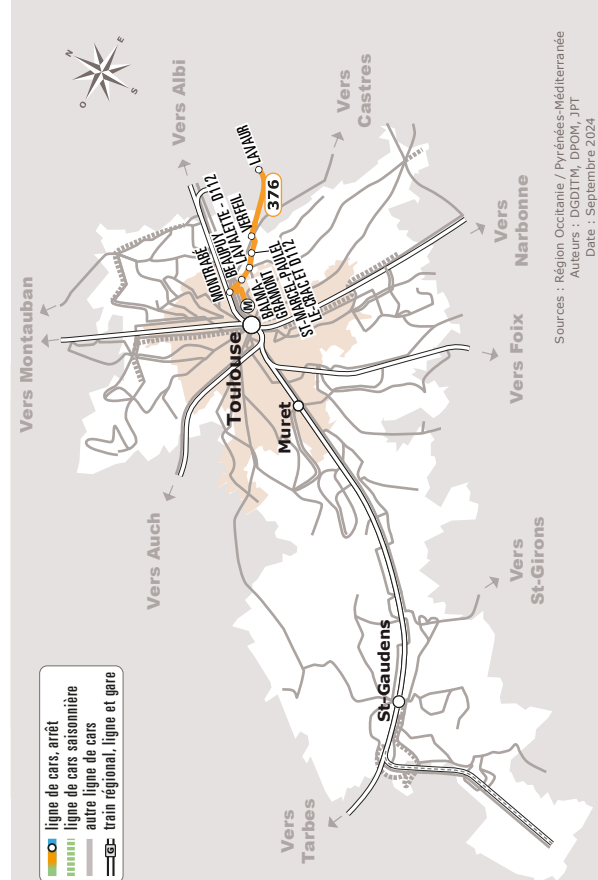 N
E
O
S
Vers Albi
Vers
Castres
Vers Montauban
LAVAUR
376
VERFEIL
LAVALETTE - D112
BEAUPUY
MONTRABÉ
M
BALMA-
GRAMONT
ST-MARCEL-PAULEL
LE CRAC ET D112
Toulouse
Muret
Vers
Narbonne
Vers Foix
Vers Auch
Vers
St-Girons
St-Gaudens
Vers
Tarbes
ligne de cars, arrêt
ligne de cars saisonnière
autre ligne de cars
G train régional, ligne et gare
Sources : Région Occitanie / Pyrénées-Méditerranée
Auteurs : DGDITM, DPOM, JPT
Date : Septembre 2024